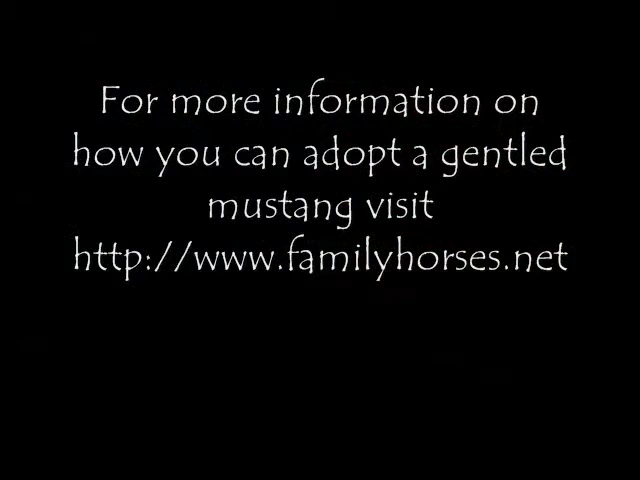 For more information on
how you can adopt a gentled
mustang visit
http://www.familyhorses.net